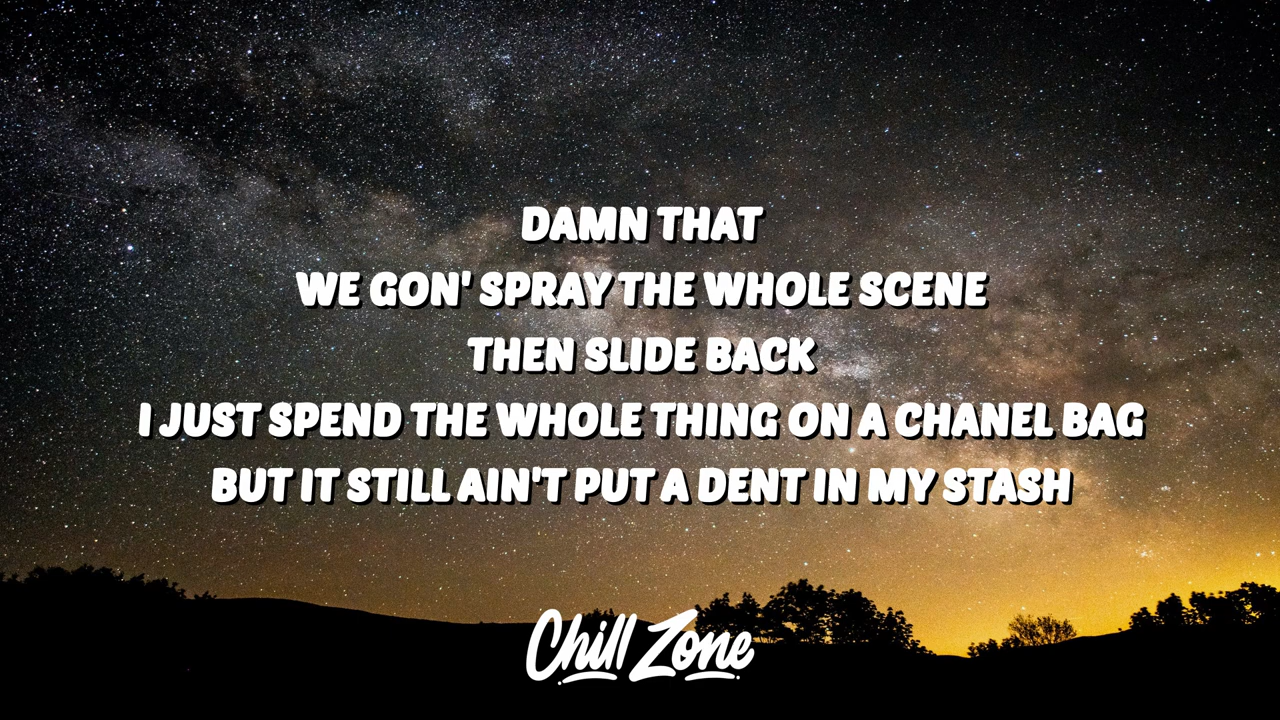 DAMN THAT
WE GON' SPRAY THE WHOLE SCENE
THEN SLIDE BACK
I JUST SPEND THE WHOLE THING ON A CHANEL BAG
BUT IT STILL AIN'T PUT A DENT IN MY STASH
Chill Zone